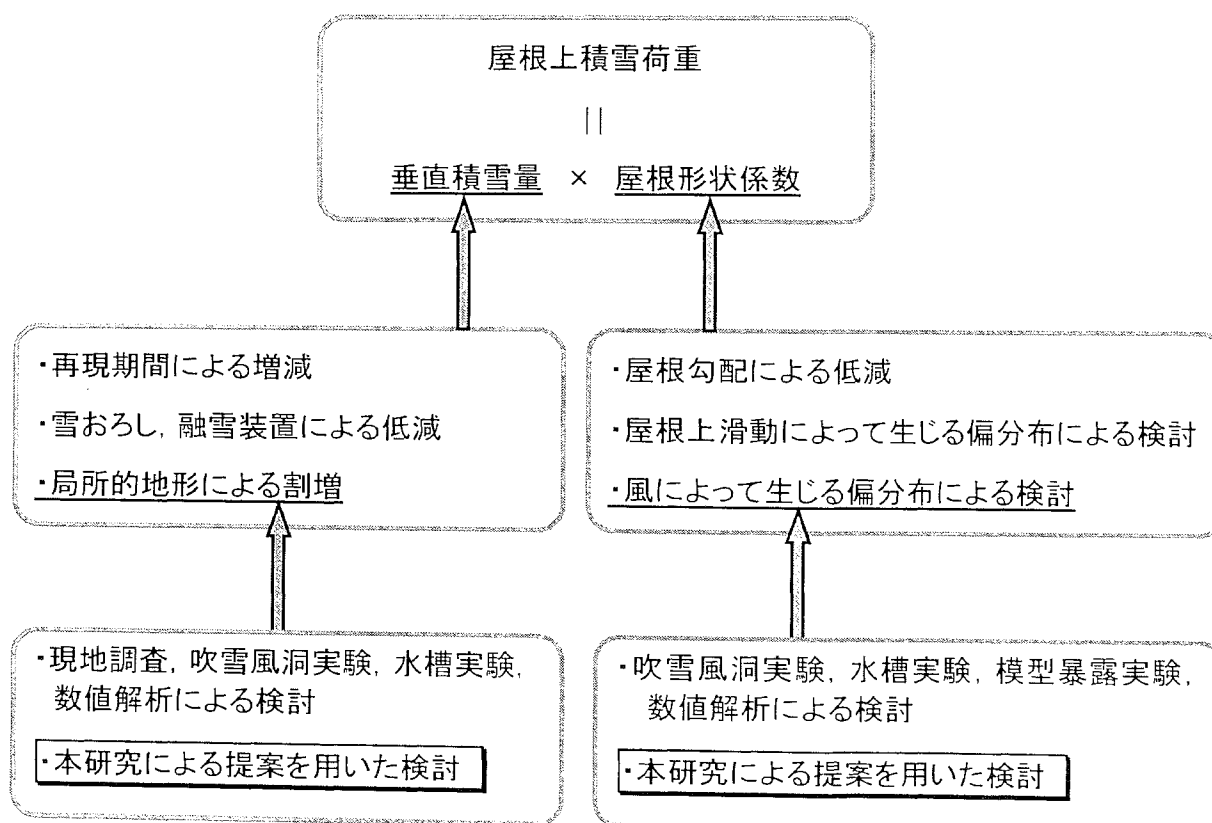 屋根上積雪荷重
||
垂直積雪量 × 屋根形状係数
・再現期間による増減
・雪おろし, 融雪装置による低減
・局所的地形による割増
・屋根勾配による低減
・屋根上滑動によって生じる偏分布による検討
・風によって生じる偏分布による検討
・現地調査, 吹雪風洞実験, 水槽実験,
数値解析による検討
・本研究による提案を用いた検討
・吹雪風洞実験, 水槽実験, 模型暴露実験,
数値解析による検討
・本研究による提案を用いた検討